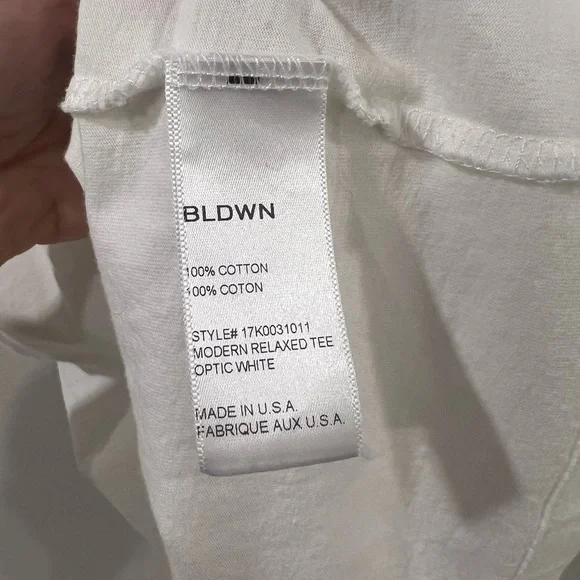 BLDWN
100% COTTON
100% COTON
STYLE# 17K0031011
MODERN RELAXED TEE
OPTIC WHITE
MADE IN U.S.A.
FABRIQUE AUX U.S.A.